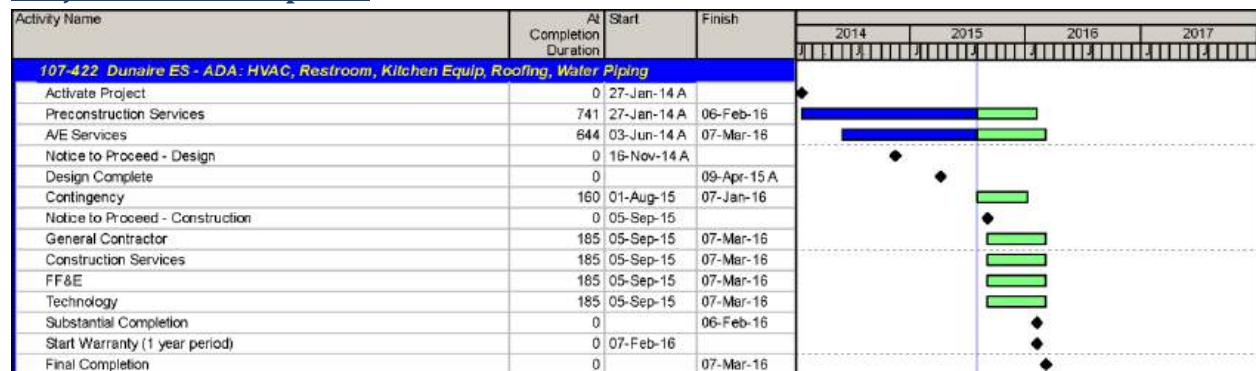 Activity Name At Completion Duration Start Finish
2014 2015 2016 2017
107-422 Dunaire ES - ADA: HVAC, Restroom, Kitchen Equip, Roofing, Water Piping
Activate Project 0 27-Jan-14 A
Preconstruction Services 741 27-Jan-14 A 06-Feb-16
A/E Services 644 03-Jun-14 A 07-Mar-16
Notice to Proceed - Design 0 16-Nov-14 A
Design Complete 0 09-Apr-15 A
Contingency 160 01-Aug-15 07-Jan-16
Notice to Proceed - Construction 0 05-Sep-15
General Contractor 185 05-Sep-15 07-Mar-16
Construction Services 185 05-Sep-15 07-Mar-16
FF&E 185 05-Sep-15 07-Mar-16
Technology 185 05-Sep-15 07-Mar-16
Substantial Completion 0 06-Feb-16
Start Warranty (1 year period) 0 07-Feb-16
Final Completion 0 07-Mar-16